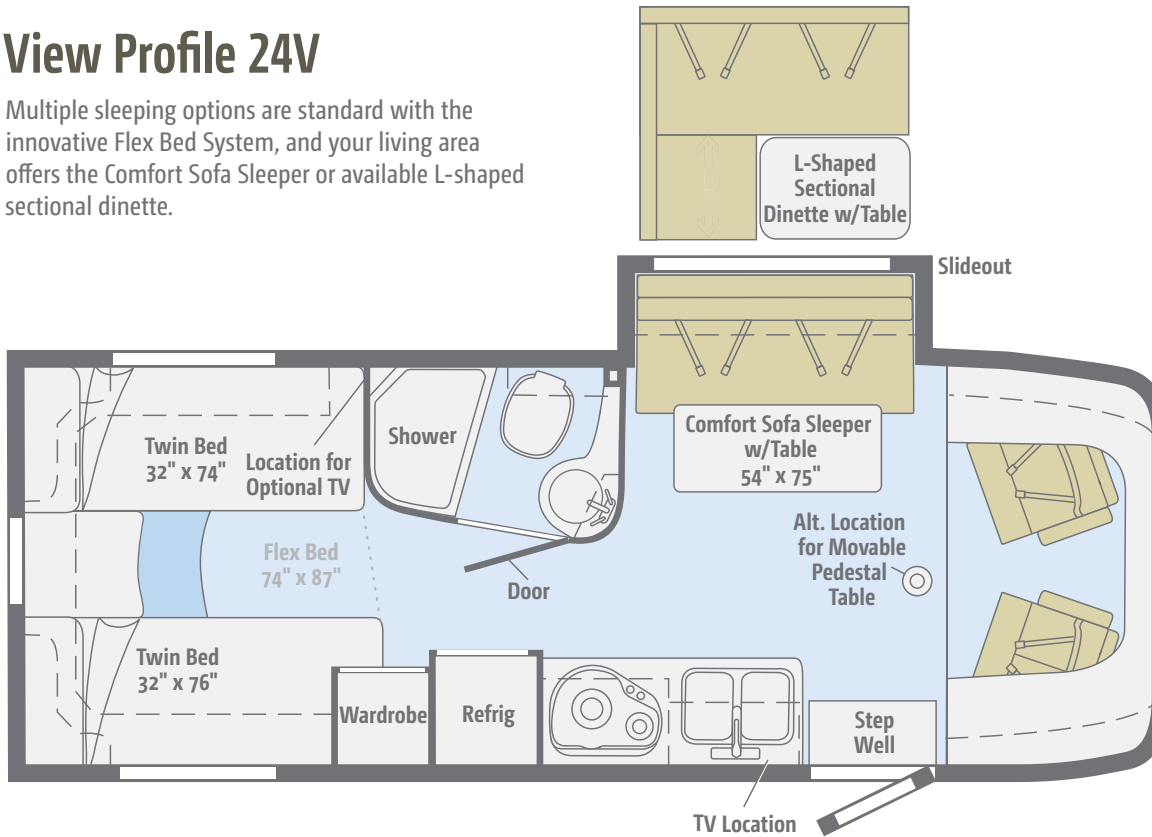 View Profile 24V
Multiple sleeping options are standard with the
innovative Flex Bed System, and your living area
offers the Comfort Sofa Sleeper or available L-shaped
sectional dinette.
L-Shaped
Sectional
Dinette w/Table
Slideout
Twin Bed
32" x 74"
Location for
Optional TV
Shower
Comfort Sofa Sleeper
w/Table
54" x 75"
Flex Bed
74" x 87"
Door
Alt. Location
for Movable
Pedestal
Table
Twin Bed
32" x 76"
Wardrobe
Refrig
Step
Well
TV Location